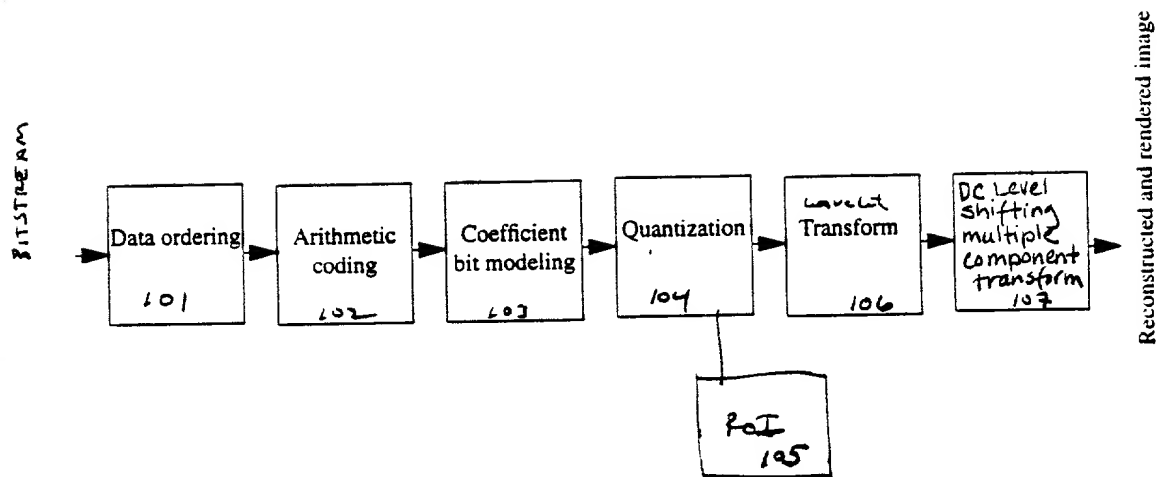 BITSTREAM
Data ordering
101
Arithmetic
coding
102
Coefficient
bit modeling
103
Quantization
104
wavelet
Transform
106
DC Level
shifting
multiple
component
transform
107
Reconstructed and rendered image
RoI
105